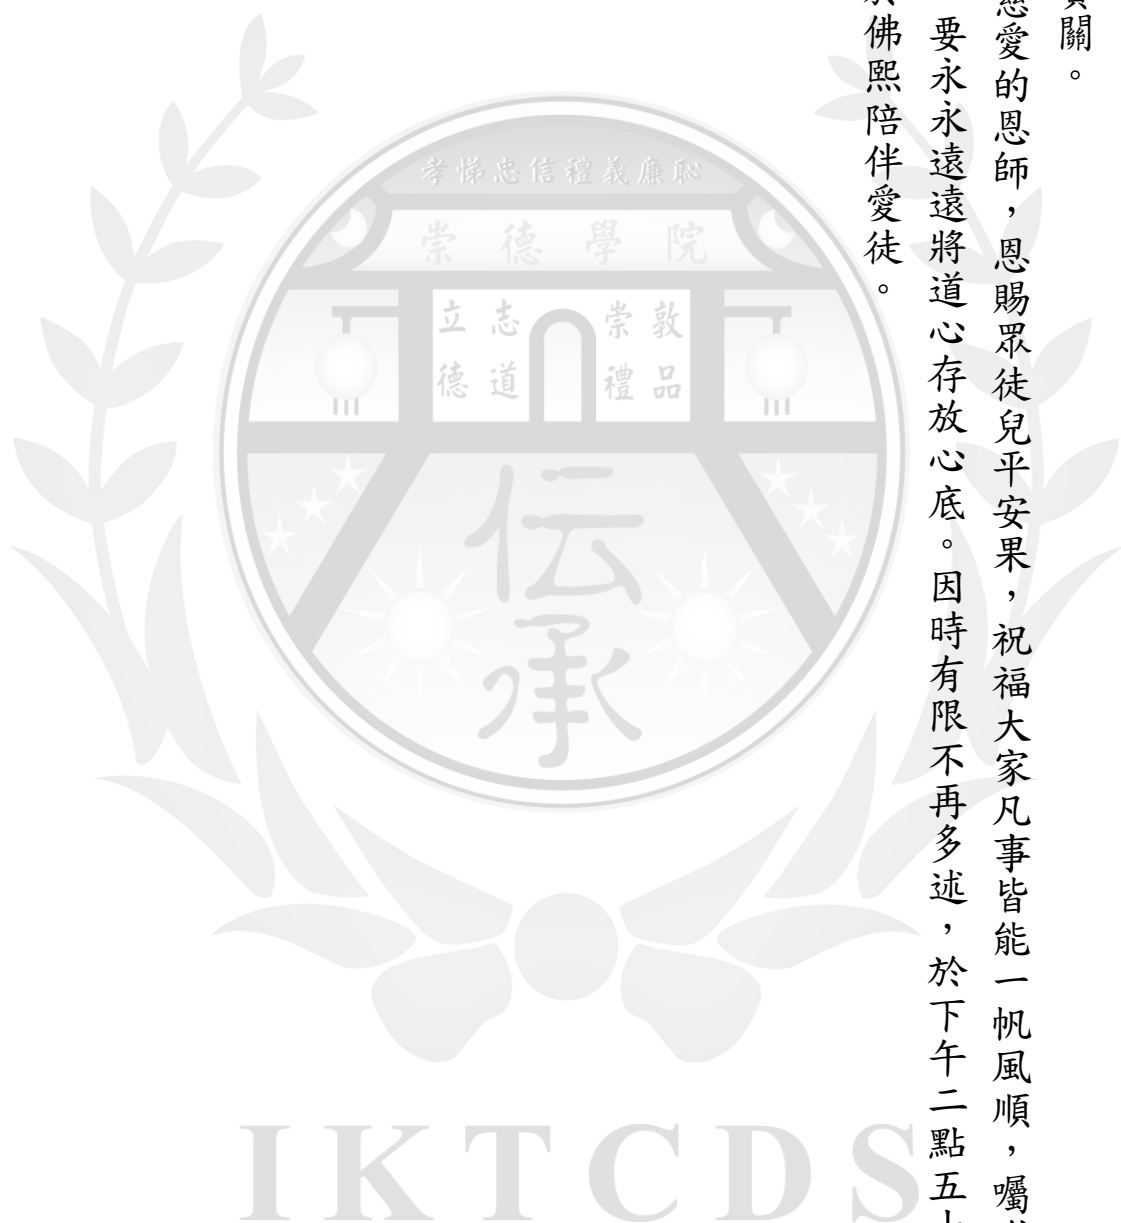 關。
愛的恩師，恩賜眾徒兒平安果，祝福大家凡事皆能一帆風順，囑
要永永遠遠將道心存放心底。因時有限不再多述，於下午二點五
佛熙陪伴愛徒。
孝悌忠信禮義廉恥
崇德學院
立志 崇敦
德道 禮品
伝承
IKTCDS